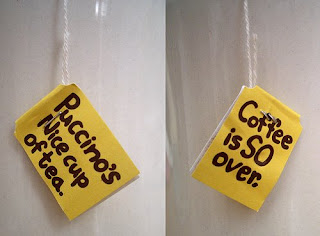 Puccino's
Nice cup
of tea.
Coffee
is SO
over.